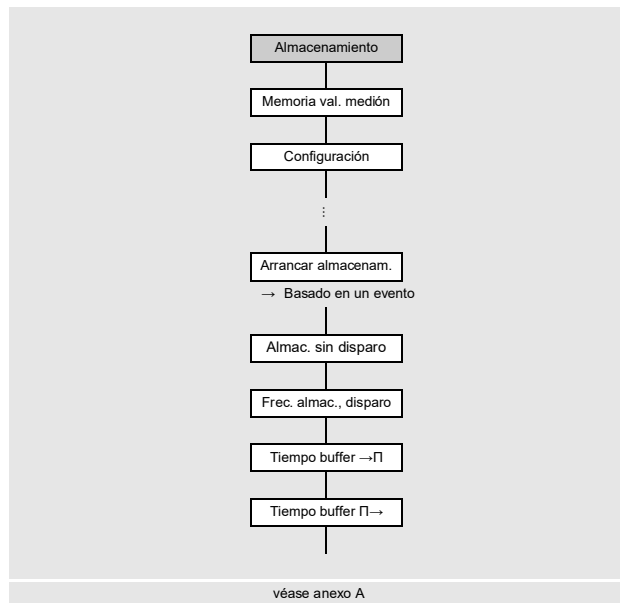 Almacenamiento
Memoria val. medión
Configuración
⋮
Arrancar almacenam.
→ Basado en un evento
Almac. sin disparo
Frec. almac., disparo
Tiempo buffer →Π
Tiempo buffer Π→
véase anexo A